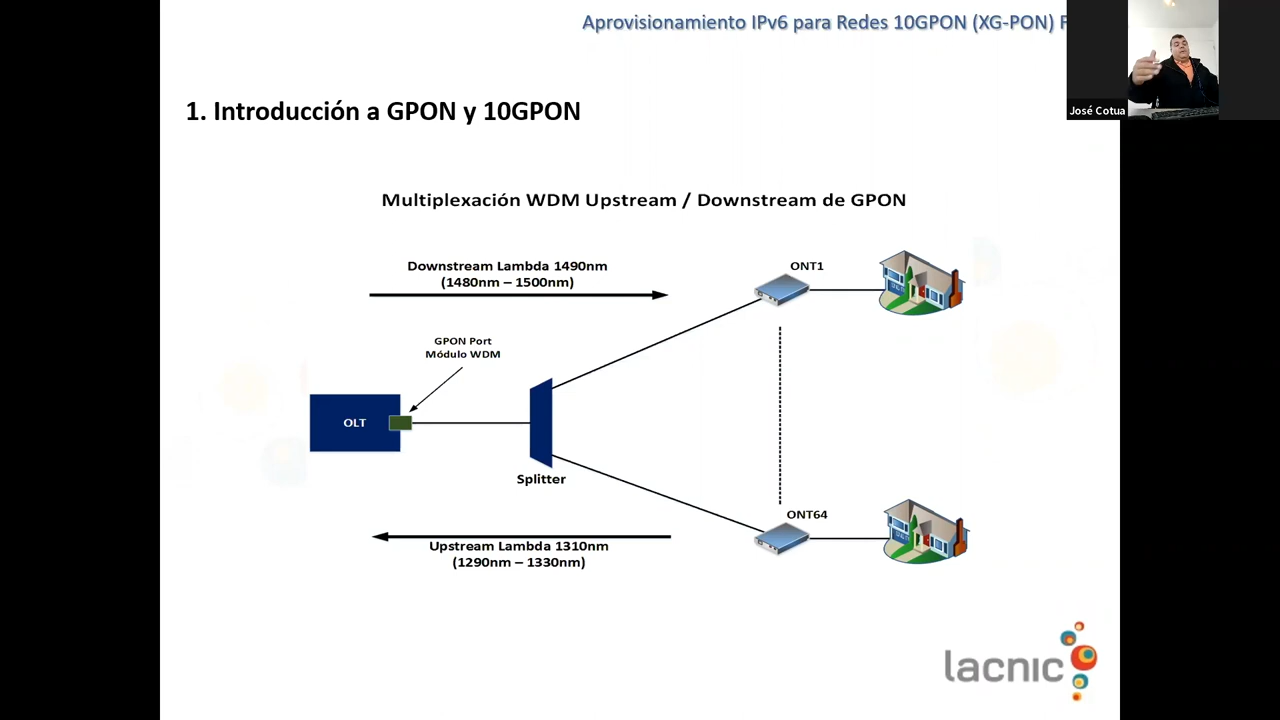 Aprovisionamiento IPv6 para Redes 10GPON (XG-PON)
José Cotua
1. Introducción a GPON y 10GPON
Multiplexación WDM Upstream / Downstream de GPON
Downstream Lambda 1490nm
(1480nm – 1500nm)
ONT1
GPON Port
Módulo WDM
OLT
Splitter
ONT64
Upstream Lambda 1310nm
(1290nm – 1330nm)
lacnic